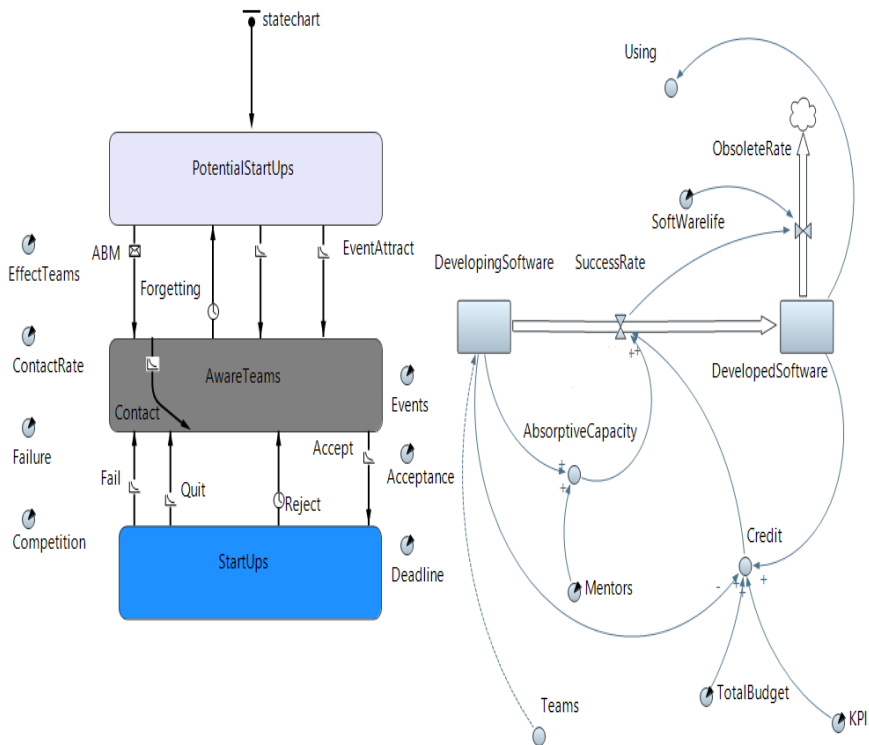 statechart
PotentialStartUps
EffectTeams
ABM
EventAttract
Forgetting
ContactRate
AwareTeams
Contact
Events
Failure
Accept
Acceptance
Fail
Quit
Reject
Competition
StartUps
Deadline
Using
ObsoleteRate
SoftWarelife
DevelopingSoftware
SuccessRate
++
DevelopedSoftware
AbsorptiveCapacity
+
+
Credit
- + + +
Mentors
Teams
TotalBudget
KPI